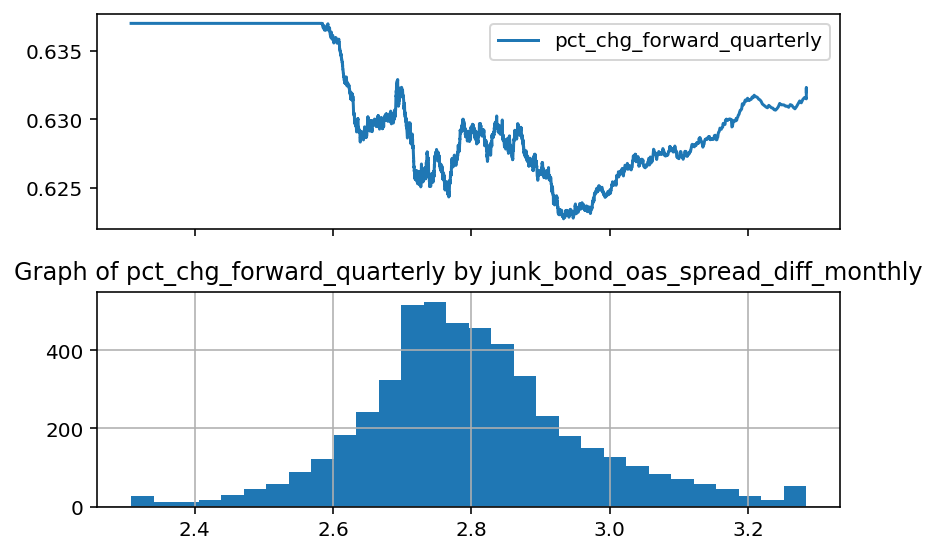 0.635
0.630
0.625
pct_chg_forward_quarterly
Graph of pct_chg_forward_quarterly by junk_bond_oas_spread_diff_monthly
400
200
0
2.4 2.6 2.8 3.0 3.2